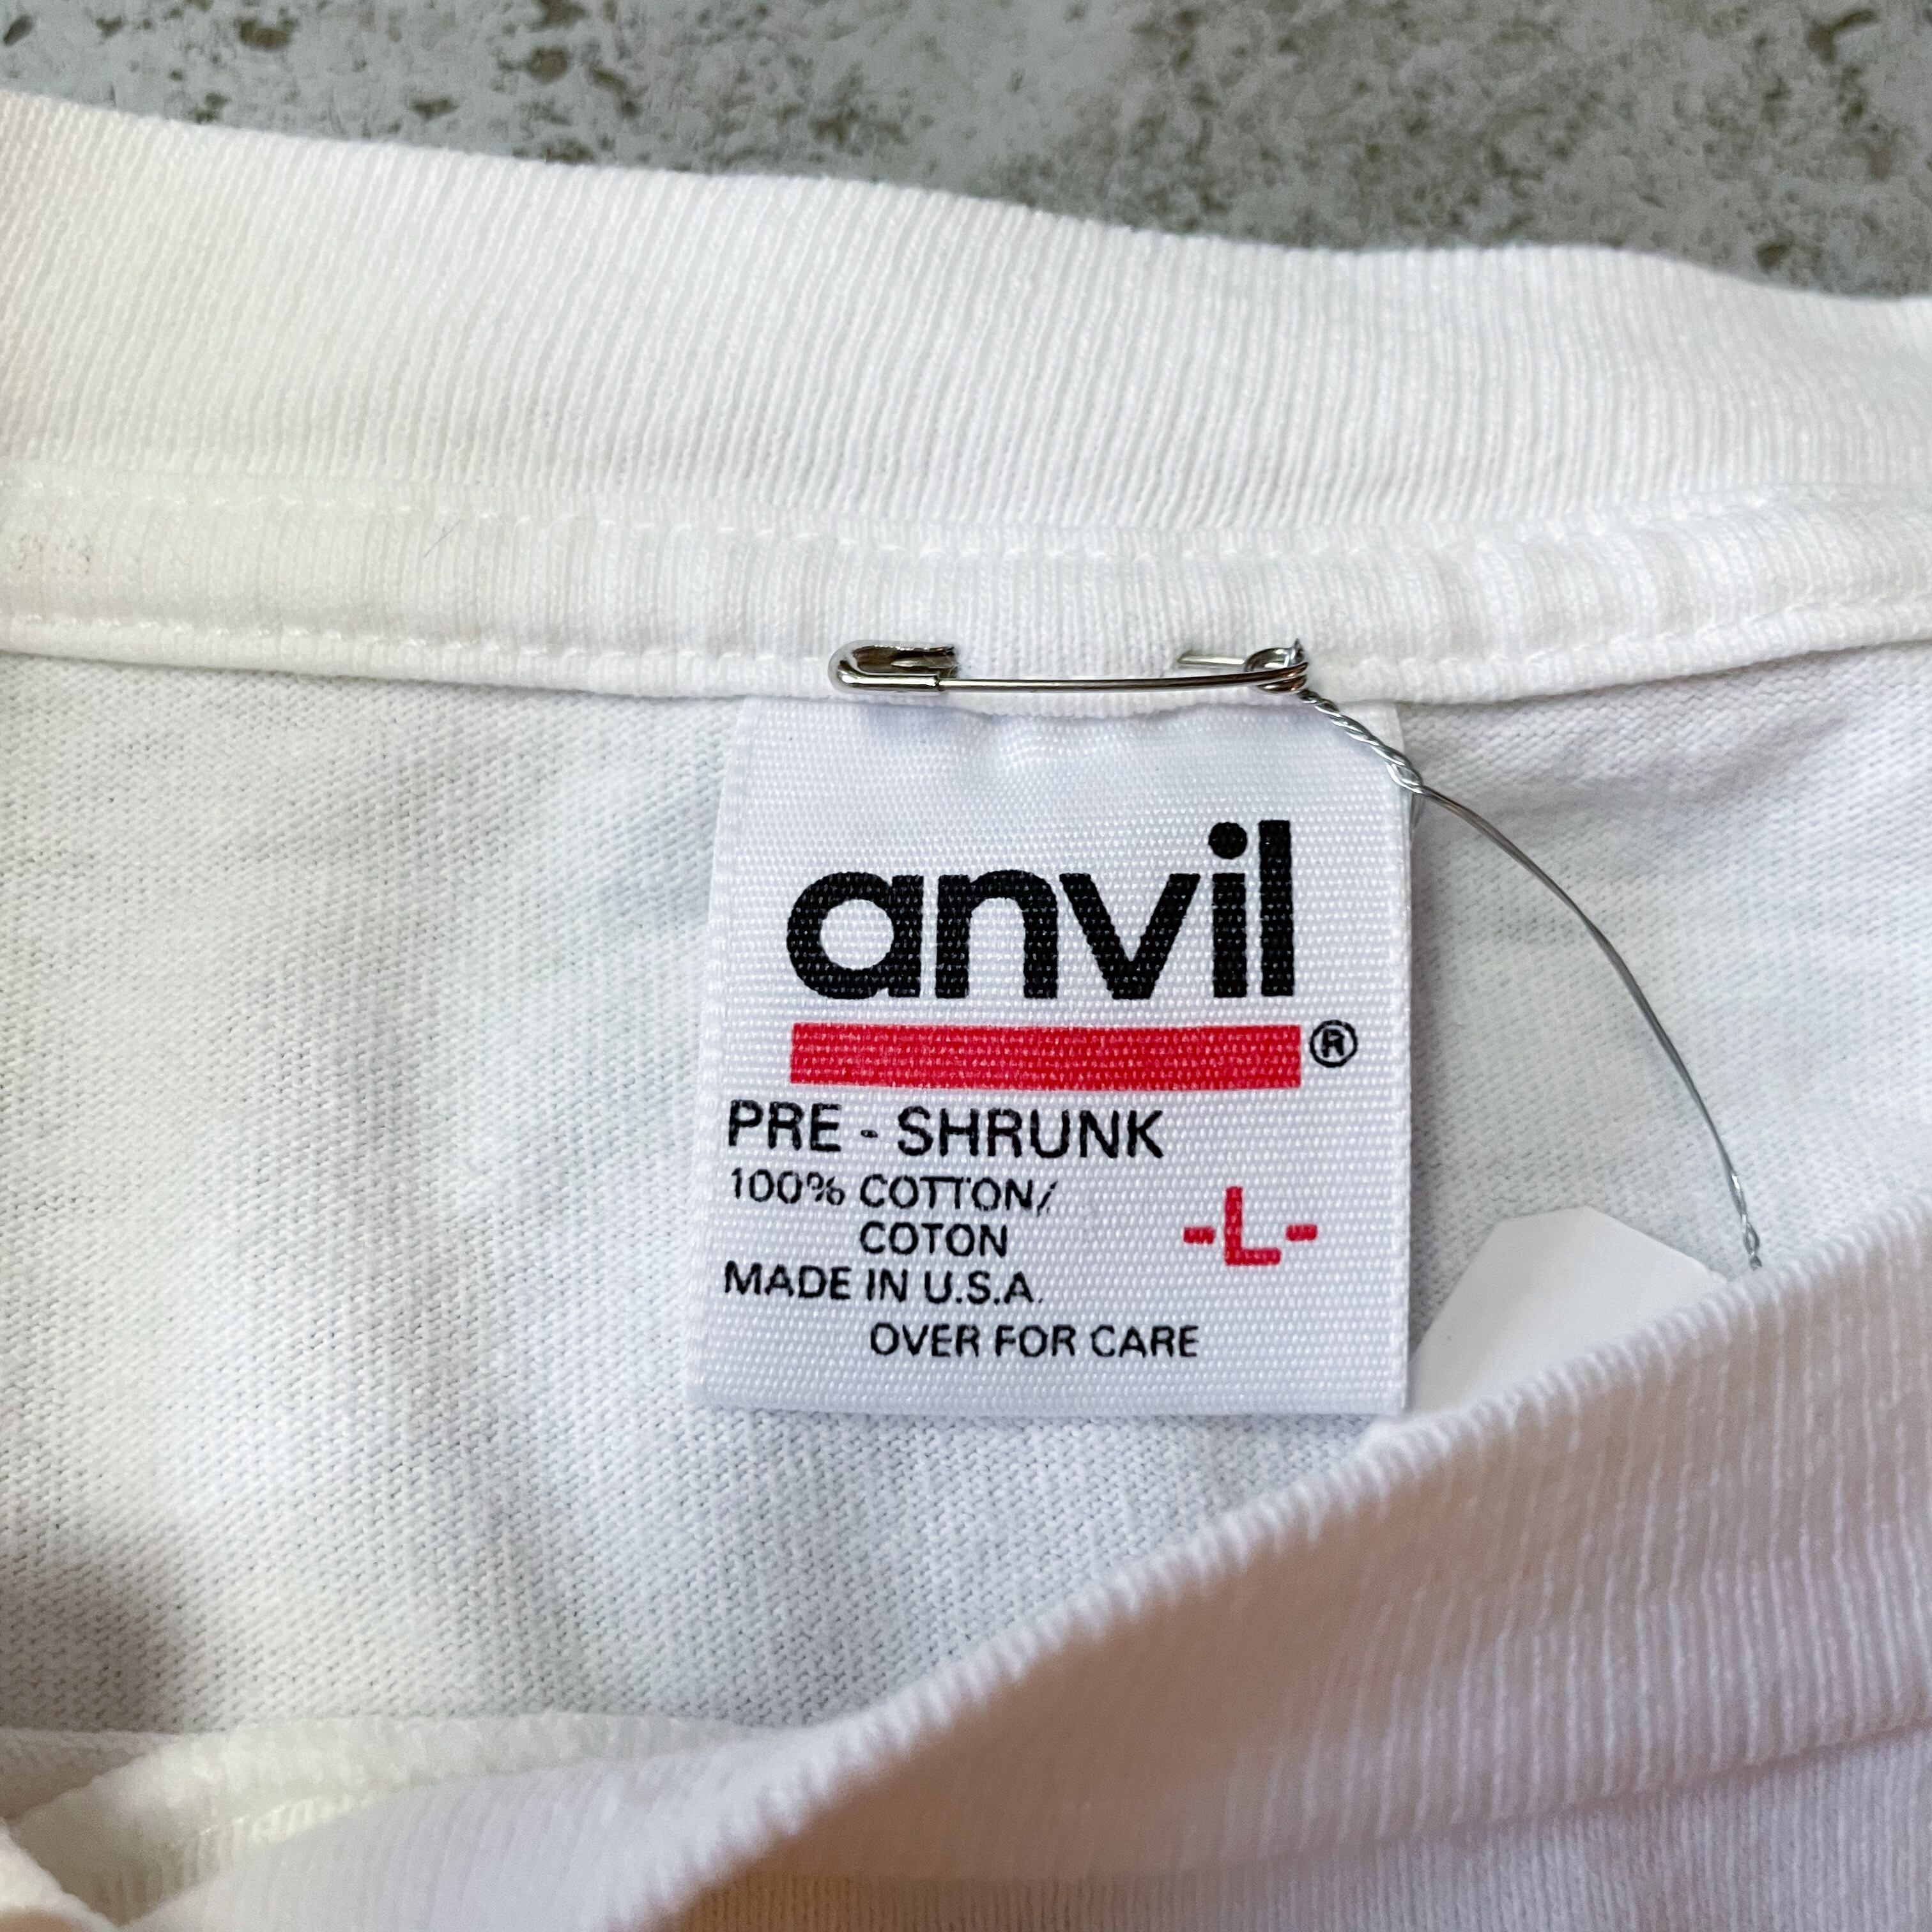 anvil
®
PRE - SHRUNK
100% COTTON/
COTON
-L-
MADE IN U.S.A.
OVER FOR CARE